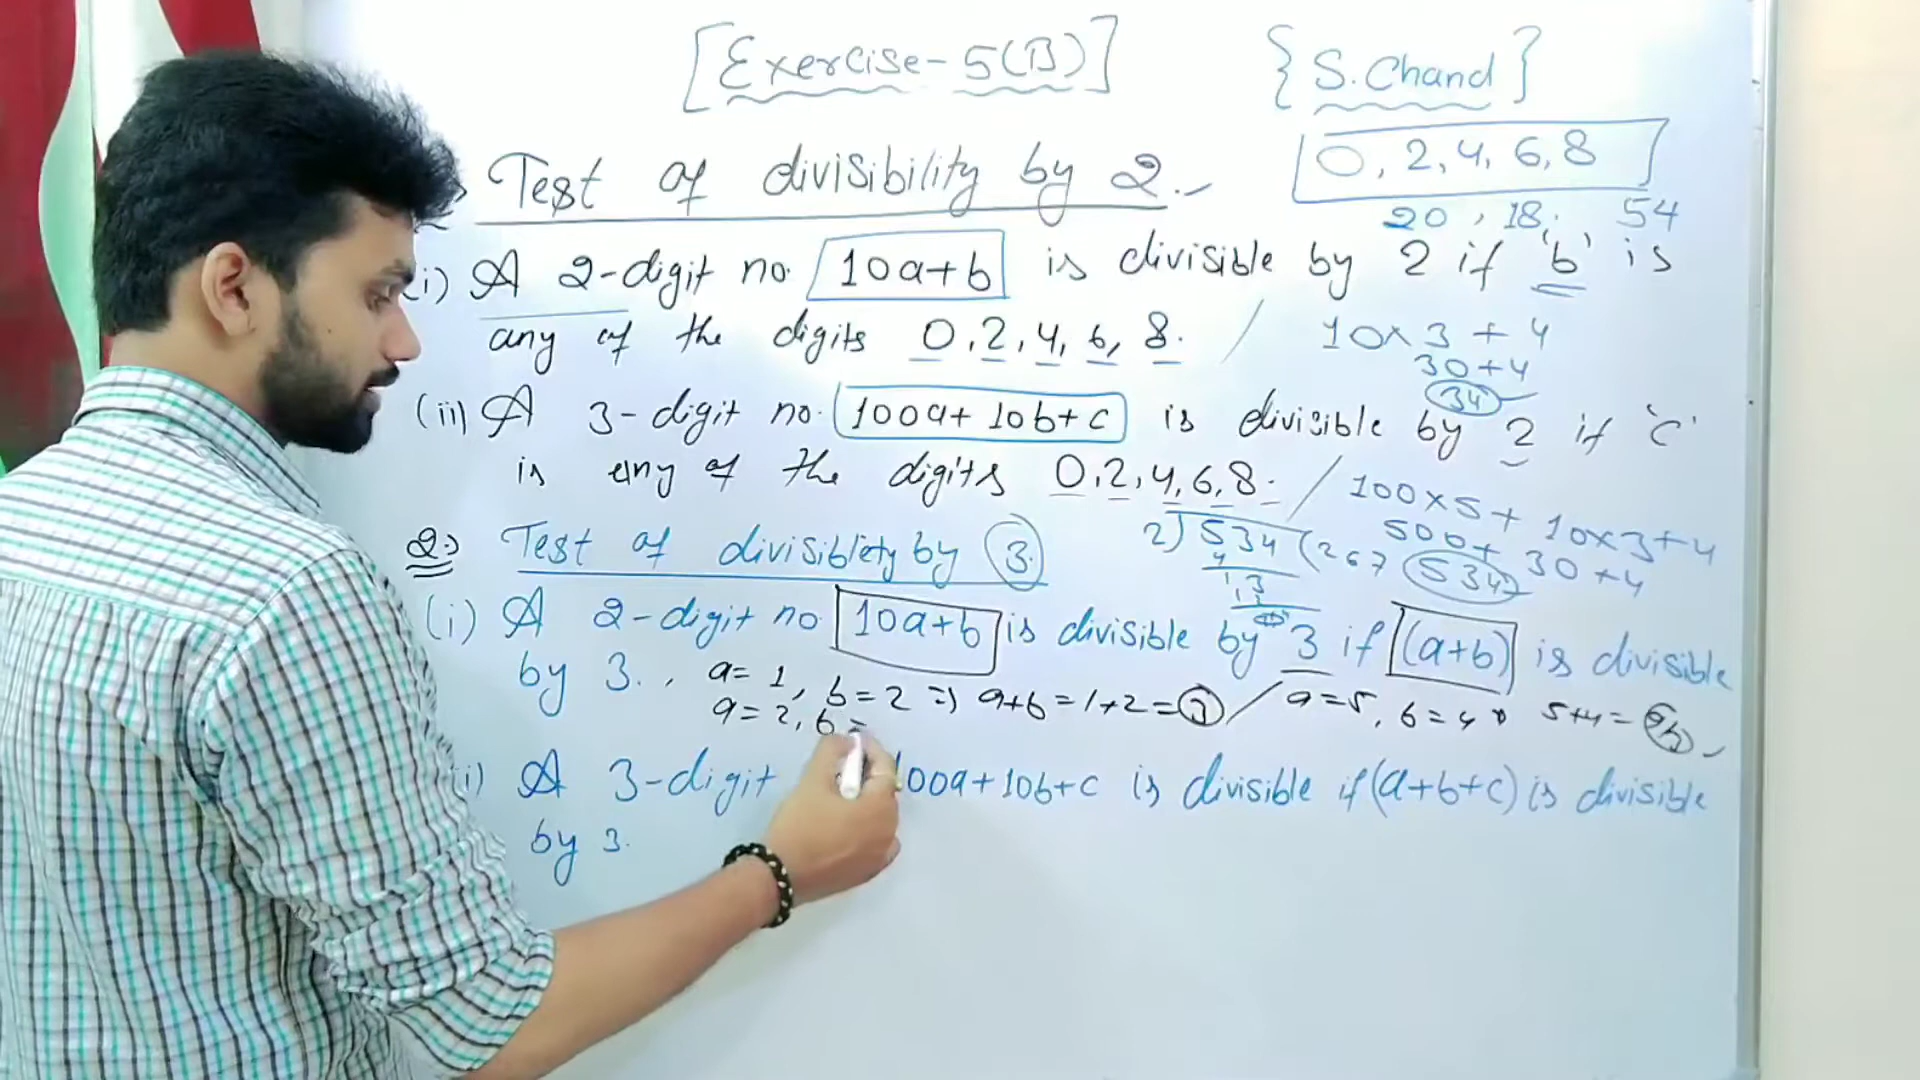 [Exercise-5(B)]
{S.Chand}
Test of divisibility by 2.
0, 2, 4, 6, 8
20, 18, 54
(i) A 2-digit no. 10a+b is divisible by 2 if 'b' is
any of the digits 0, 2, 4, 6, 8.
10×3+4
30+4
34
(ii) A 3-digit no. 100a+10b+c is divisible by 2 if 'c'
is any of the digits 0, 2, 4, 6, 8.
100×5+10×3+4
500+30+4
534
2)534(267
4
13
2:) Test of divisiblety by 3.
(i) A 2-digit no 10a+b is divisible by 3 if (a+b) is divisible
by 3.
a=1, b=2 => a+b=1+2=3 / a=5, b=4 5+4=
a=2, b=
A 3-digit 100a+10b+c is divisible if (a+b+c) is divisible
by 3.